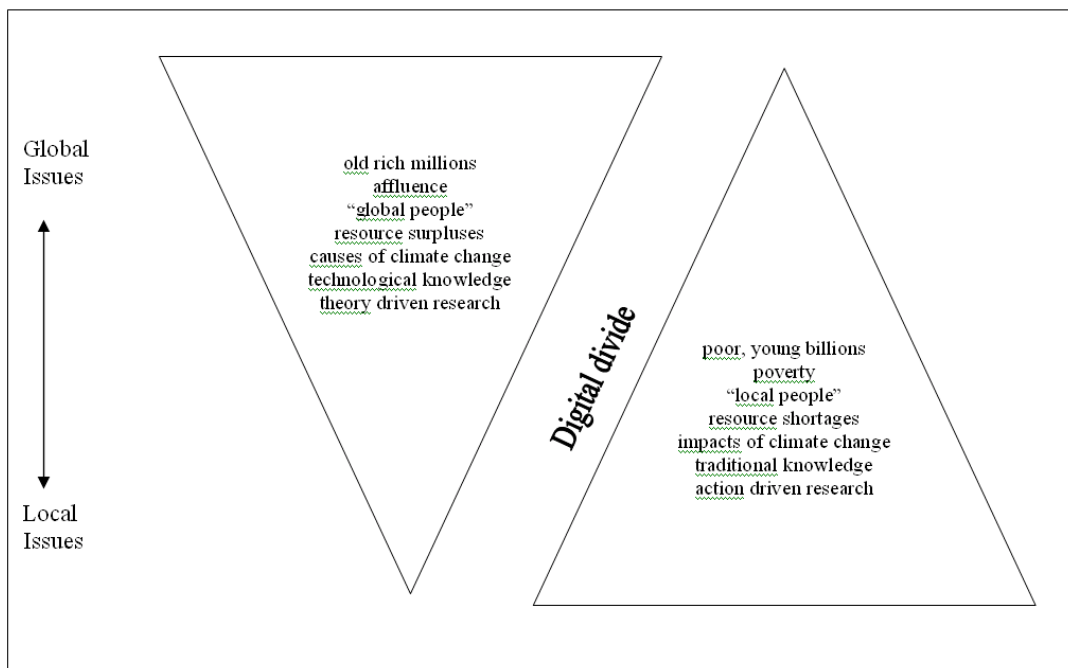 Global
Issues
old rich millions
affluence
“global people”
resource surpluses
causes of climate change
technological knowledge
theory driven research
Digital divide
poor, young billions
poverty
“local people”
resource shortages
impacts of climate change
traditional knowledge
action driven research
Local
Issues